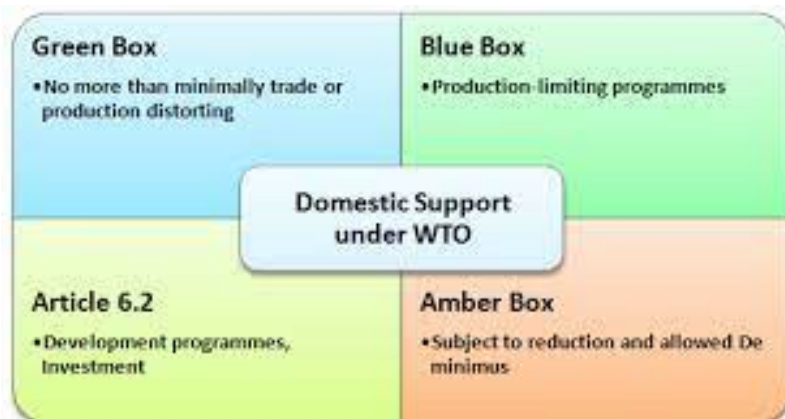 Green Box
•No more than minimally trade or
production distorting
Blue Box
•Production-limiting programmes
Domestic Support
under WTO
Article 6.2
•Development programmes,
Investment
Amber Box
•Subject to reduction and allowed De
minimus